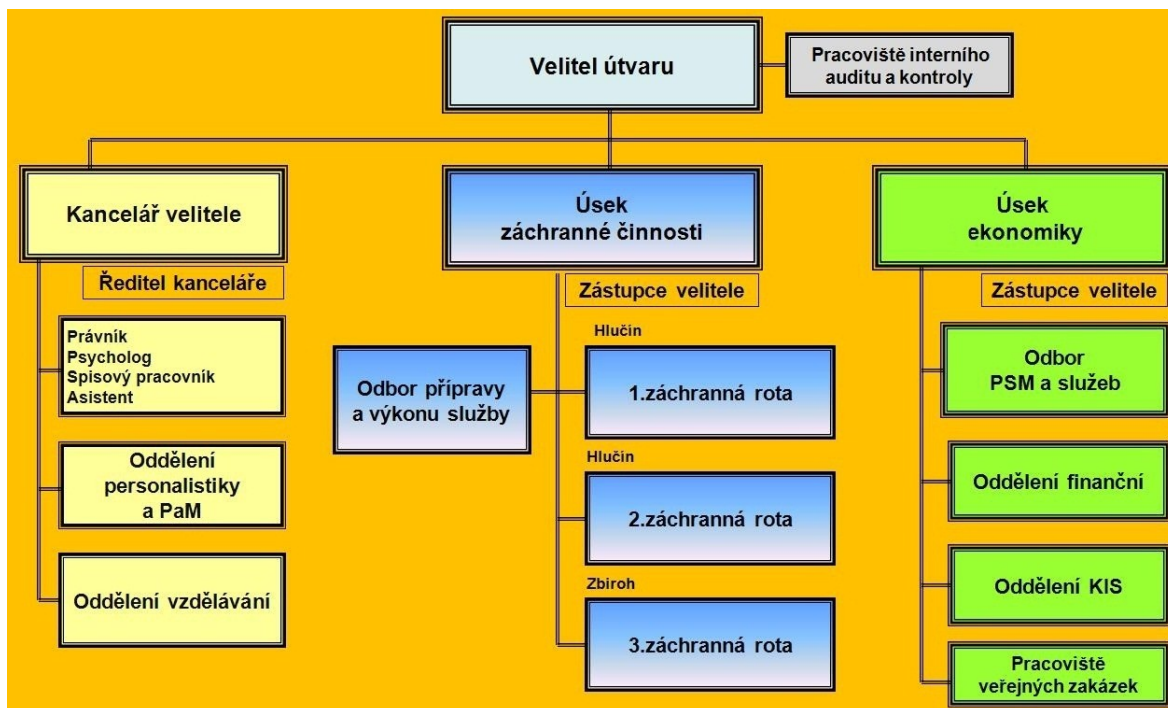 Velitel útvaru
Pracoviště interního
auditu a kontroly
Kancelář velitele
Ředitel kanceláře
Právník
Psycholog
Spisový pracovník
Asistent
Oddělení
personalistiky
a PaM
Oddělení vzdělávání
Úsek
záchranné činnosti
Zástupce velitele
Odbor přípravy
a výkonu služby
Hlučín
1.záchranná rota
Hlučín
2.záchranná rota
Zbiroh
3.záchranná rota
Úsek
ekonomiky
Zástupce velitele
Odbor
PSM a služeb
Oddělení finanční
Oddělení KIS
Pracoviště
veřejných zakázek